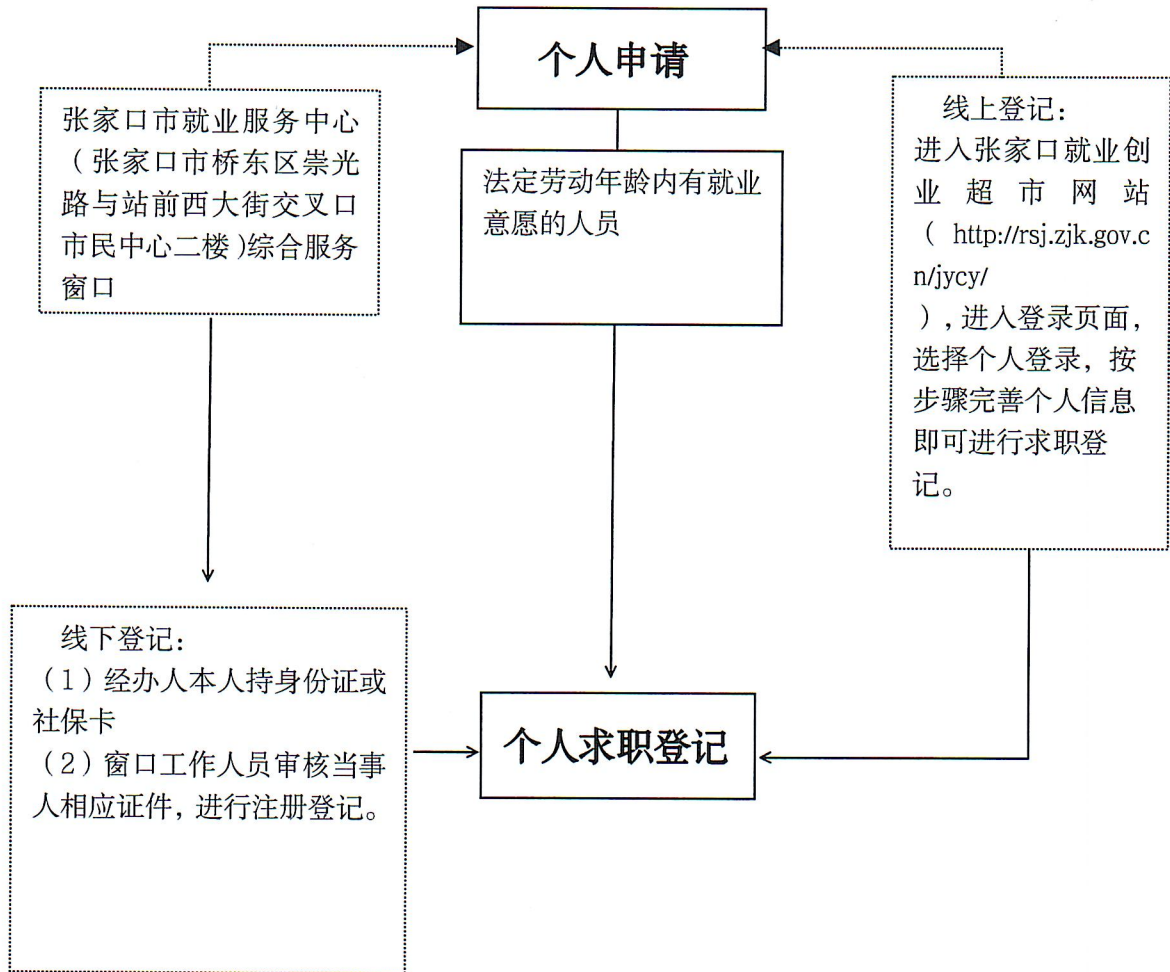 个人申请
张家口市就业服务中心
（张家口市桥东区崇光
路与站前西大街交叉口
市民中心二楼）综合服务
窗口
法定劳动年龄内有就业
意愿的人员
线上登记：
进入张家口就业创
业超市网站
（ http://rsj.zjk.gov.c
n/jycy/
），进入登录页面，
选择个人登录，按
步骤完善个人信息
即可进行求职登
记。
线下登记：
（1）经办人本人持身份证或
社保卡
（2）窗口工作人员审核当事
人相应证件，进行注册登记。
个人求职登记